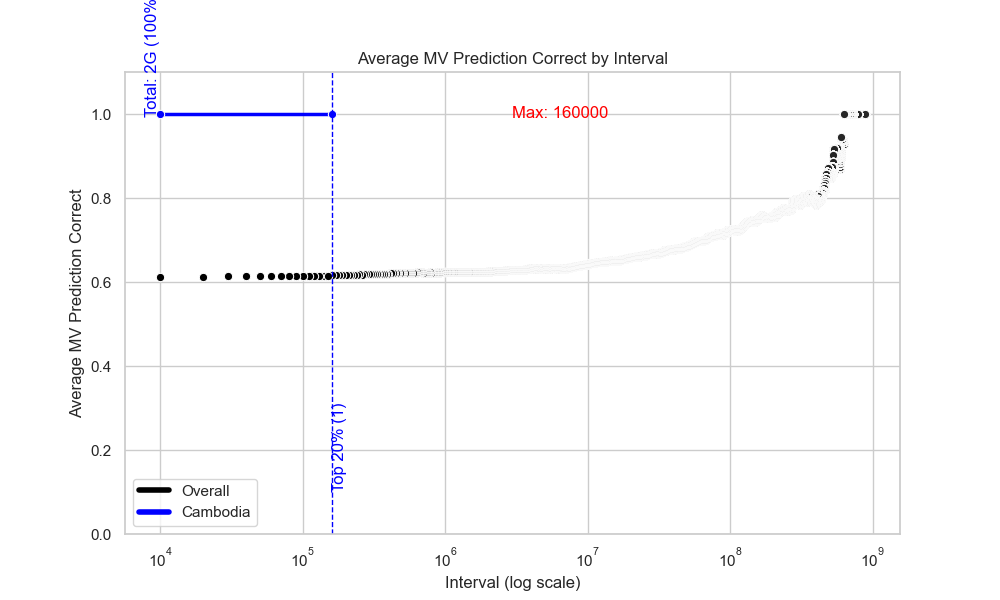 Average MV Prediction Correct by Interval
Total: 2G (100%
Max: 160000
Top 20% (1)
Average MV Prediction Correct
1.0
0.8
0.6
0.4
0.2
0.0
Overall
Cambodia
10^4
10^5
10^6
10^7
10^8
10^9
Interval (log scale)